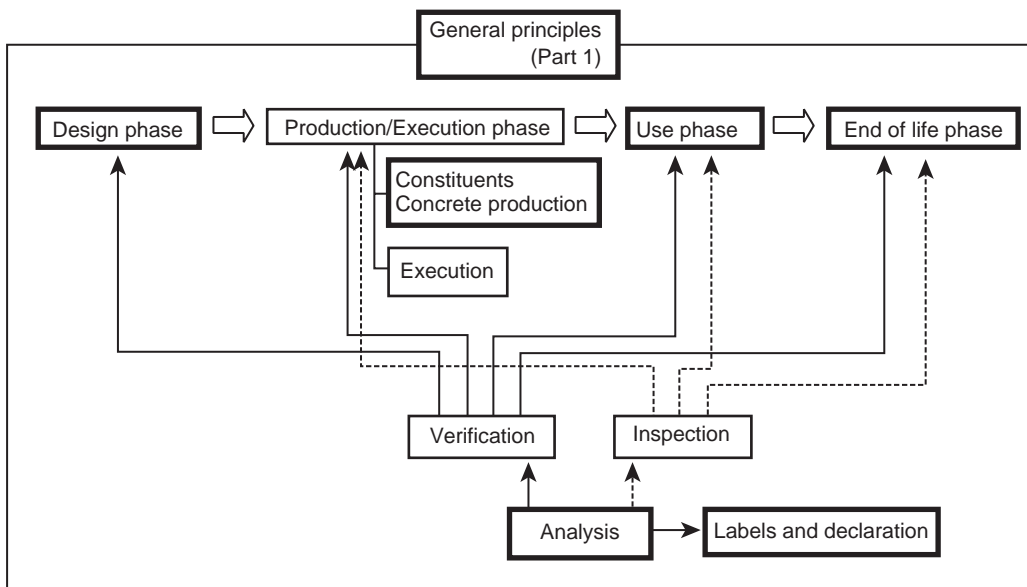 General principles
(Part 1)
Design phase
Production/Execution phase
Use phase
End of life phase
Constituents
Concrete production
Execution
Verification
Inspection
Analysis
Labels and declaration